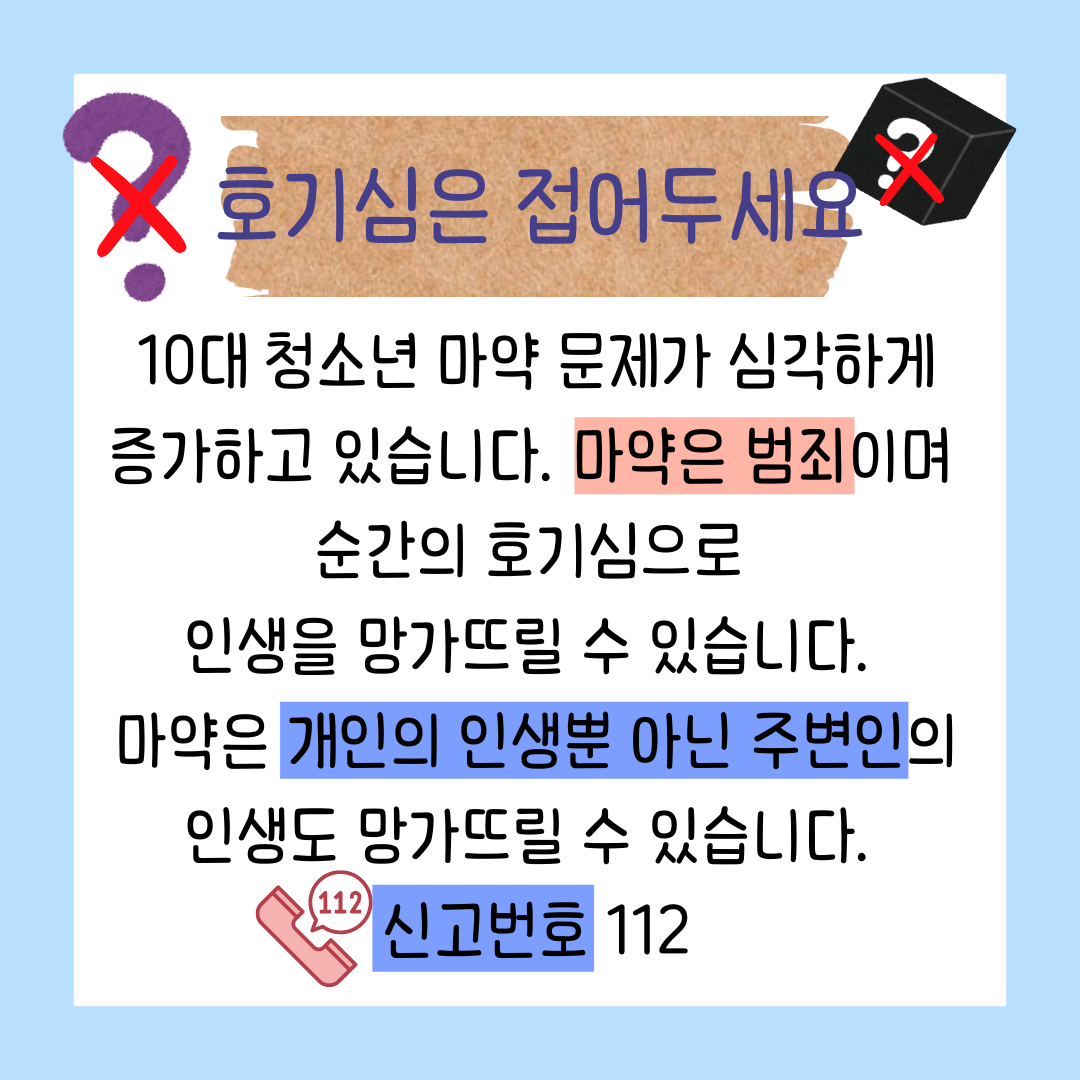 ?
?
호기심은 접어두세요
10대 청소년 마약 문제가 심각하게
증가하고 있습니다. 마약은 범죄이며
순간의 호기심으로
인생을 망가뜨릴 수 있습니다.
마약은 개인의 인생뿐 아닌 주변인의
인생도 망가뜨릴 수 있습니다.
112
신고번호 112